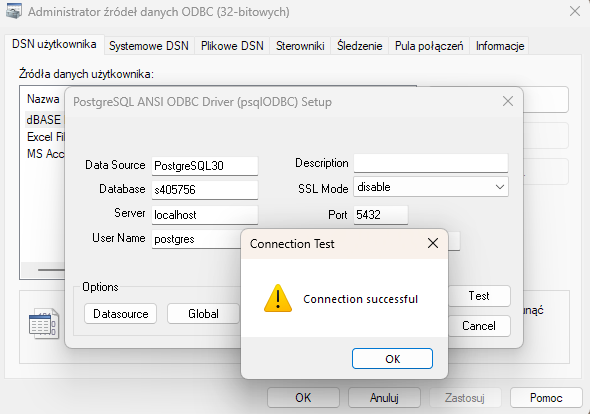 Administrator źródeł danych ODBC (32-bitowych)
DSN użytkownika Systemowe DSN Plikowe DSN Sterowniki Śledzenie Pula połączeń Informacje
Źródła danych użytkownika:
Nazwa
dBASE
Excel Fil
MS Acc
PostgreSQL ANSI ODBC Driver (psqlODBC) Setup
Data Source PostgreSQL30 Description
Database s405756 SSL Mode disable
Server localhost Port 5432
User Name postgres
Options
Datasource Global Test
Cancel
Connection Test
Connection successful
OK
unąć
OK Anuluj Zastosuj Pomoc